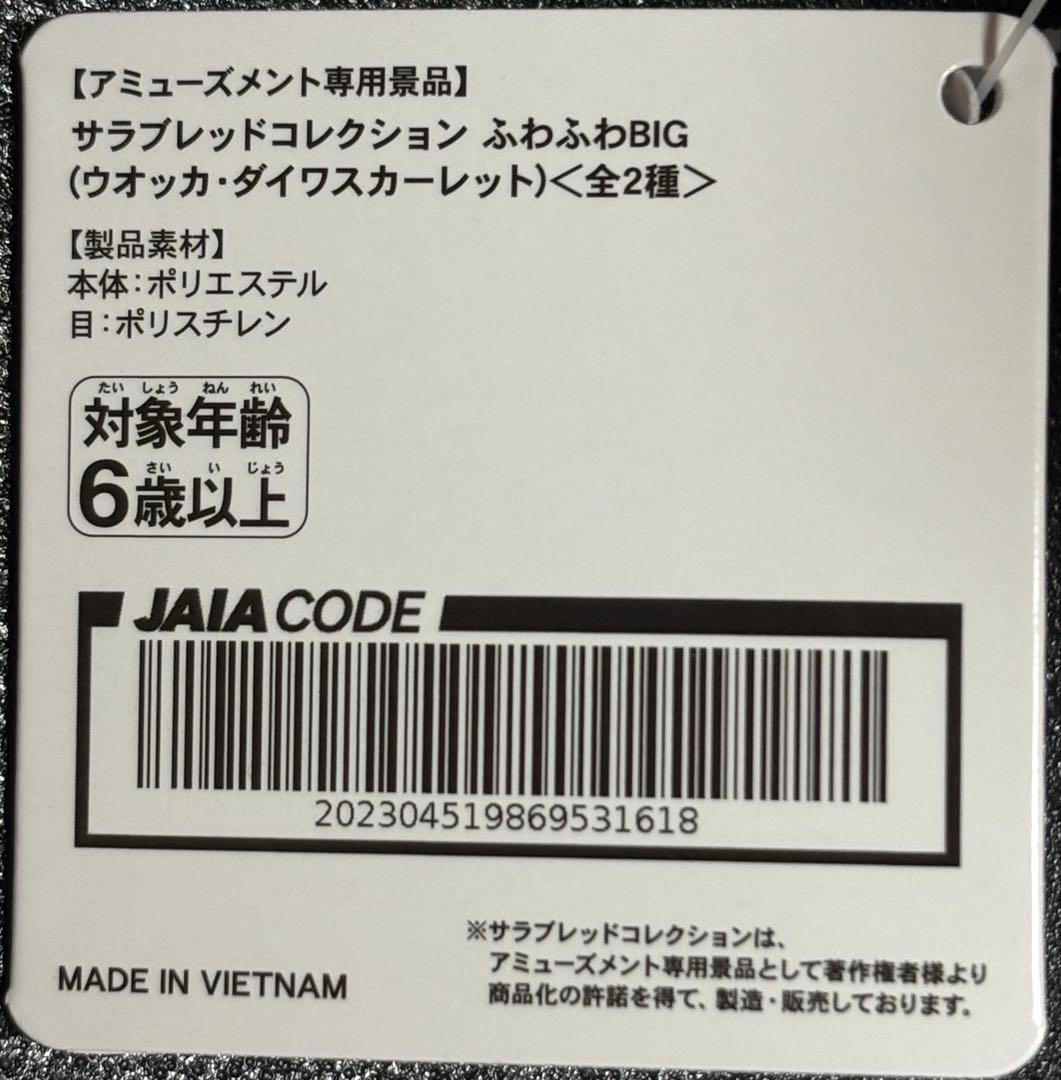 【アミューズメント専用景品】
サラブレッドコレクション ふわふわBIG
(ウオッカ・ダイワスカーレット)＜全2種＞
【製品素材】
本体：ポリエステル
目：ポリスチレン
たい しょう ねん れい
対象年齢
さい い じょう
6歳以上
JAIA CODE
202304519869531618
※サラブレッドコレクションは、
アミューズメント専用景品として著作権者様より
商品化の許諾を得て、製造・販売しております。
MADE IN VIETNAM